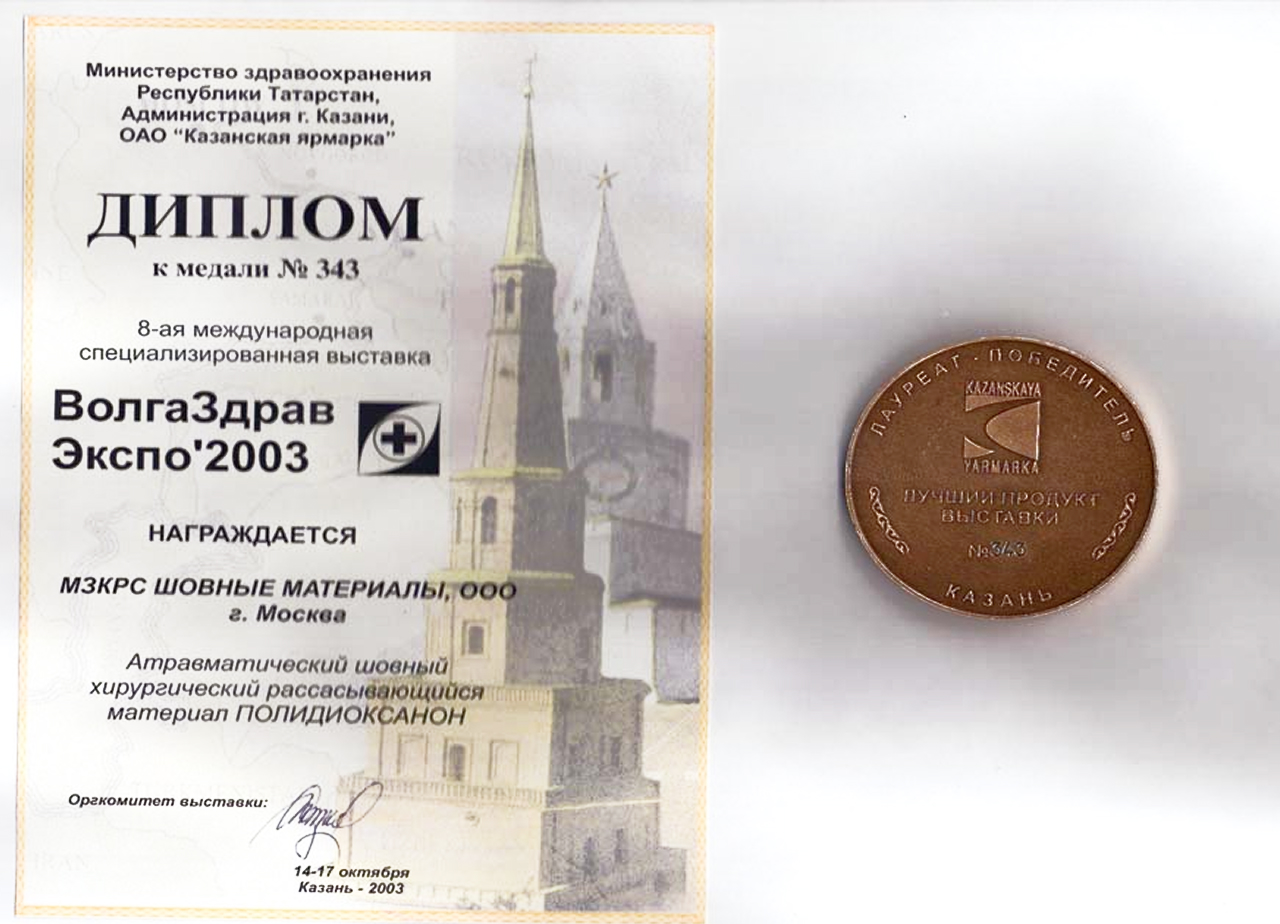 Министерство здравоохранения
Республики Татарстан,
Администрация г. Казани,
ОАО "Казанская ярмарка"
ДИПЛОМ
к медали № 343
8-ая международная
специализированная выставка
ВолгаЗдрав
Экспо'2003
НАГРАЖДАЕТСЯ
МЗКРС ШОВНЫЕ МАТЕРИАЛЫ, ООО
г. Москва
Атравматический шовный
хирургический рассасывающийся
материал ПОЛИДИОКСАНОН
Оргкомитет выставки:
14-17 октября
Казань - 2003
ЛАУРЕАТ - ПОБЕДИТЕЛЬ
KAZANSKAYA
YARMARKA
ЛУЧШИЙ ПРОДУКТ
ВЫСТАВКИ
№343
КАЗАНЬ